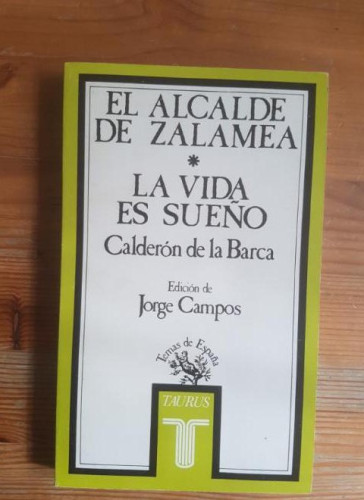 EL ALCALDE
DE ZALAMEA
*
LA VIDA
ES SUEÑO
Calderón de la Barca
Edición de
Jorge Campos
Temas de España
TAURUS